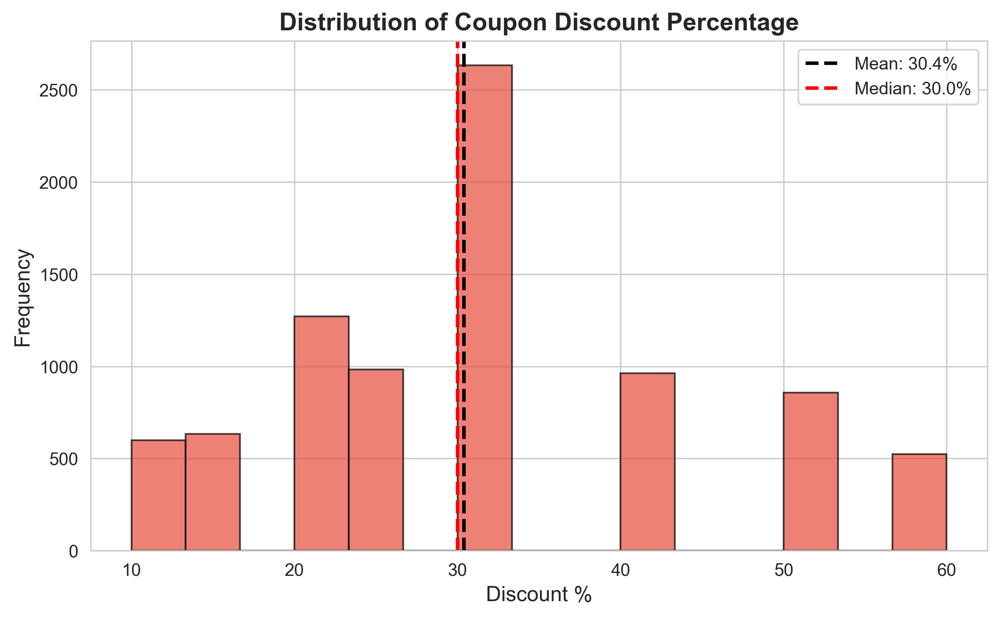 Distribution of Coupon Discount Percentage
Mean: 30.4%
Median: 30.0%
2500
2000
1500
1000
500
0
Frequency
10 20 30 40 50 60
Discount %